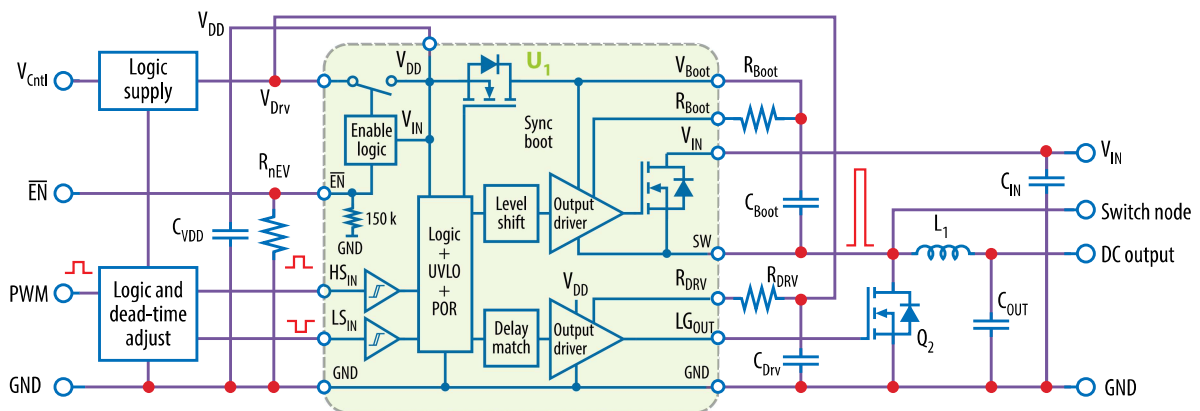 V_DD
V_Cntl
Logic
supply
V_Drv
U_1
V_DD
V_Boot
R_Boot
R_Boot
V_IN
Enable
logic
Sync
boot
V_IN
V_IN
C_IN
R_nEV
E̅N̅
E̅N̅
150 k
GND
C_VDD
Level
shift
Output
driver
C_Boot
Switch node
L_1
SW
DC output
Logic
+
UVLO
+
POR
PWM
Logic and
dead-time
adjust
HS_IN
LS_IN
V_DD
R_DRV
R_DRV
Delay
match
Output
driver
LG_OUT
C_OUT
Q_2
C_Drv
GND
GND
GND
GND